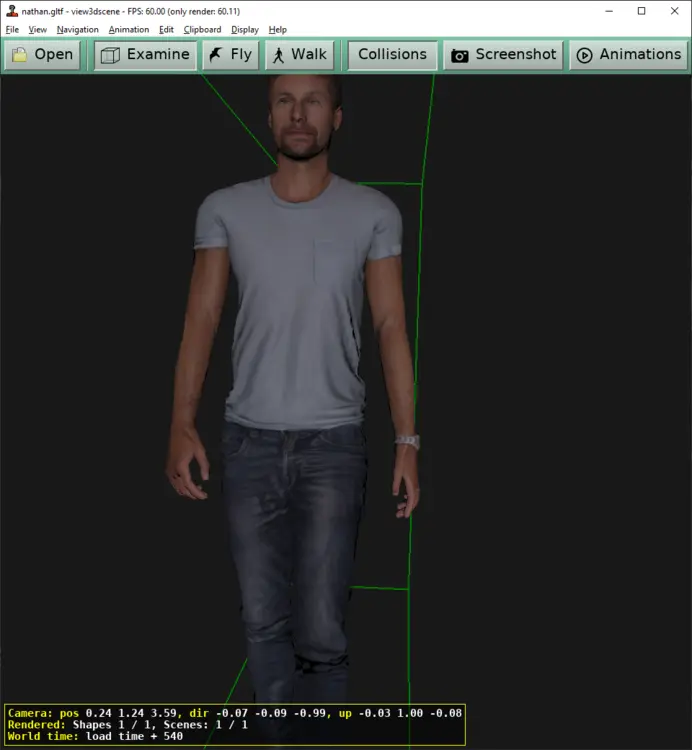 nathan.gltf - view3dscene - FPS: 60.00 (only render: 60.11)
File View Navigation Animation Edit Clipboard Display Help
Open Examine Fly Walk Collisions Screenshot Animations
Camera: pos 0.24 1.24 3.59, dir -0.07 -0.09 -0.99, up -0.03 1.00 -0.08
Rendered: Shapes 1 / 1, Scenes: 1 / 1
World time: load time + 540